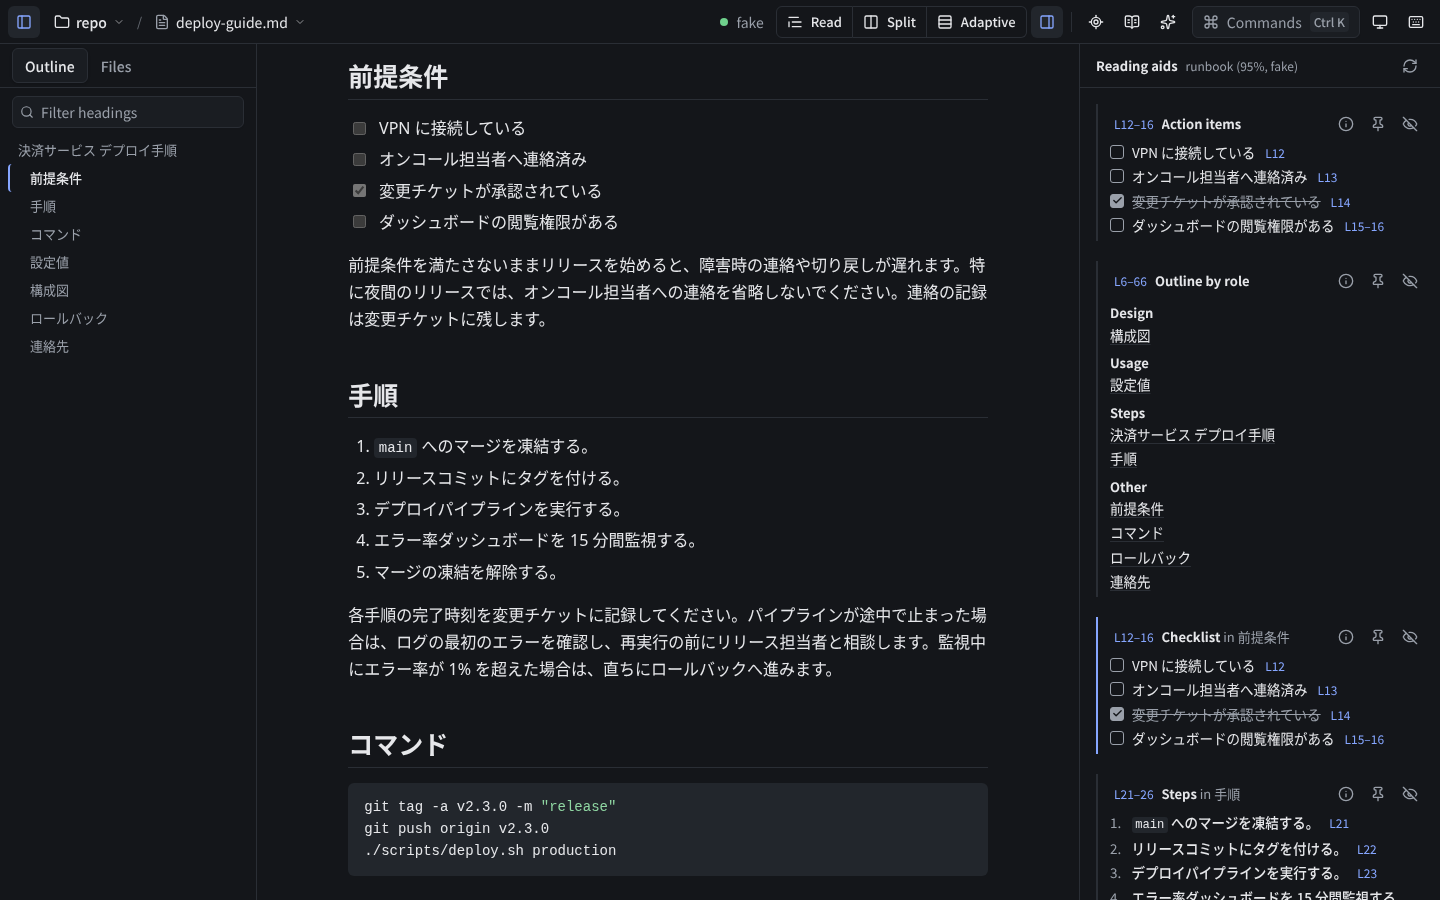 repo / deploy-guide.md
fake
Read Split Adaptive
Commands Ctrl K
Outline Files
Filter headings
決済サービス デプロイ手順
前提条件
手順
コマンド
設定値
構成図
ロールバック
連絡先
前提条件
VPN に接続している
オンコール担当者へ連絡済み
変更チケットが承認されている
ダッシュボードの閲覧権限がある
前提条件を満たさないままリリースを始めると、障害時の連絡や切り戻しが遅れます。特
に夜間のリリースでは、オンコール担当者への連絡を省略しないでください。連絡の記録
は変更チケットに残します。
手順
1. main へのマージを凍結する。
2. リリースコミットにタグを付ける。
3. デプロイパイプラインを実行する。
4. エラー率ダッシュボードを 15 分間監視する。
5. マージの凍結を解除する。
各手順の完了時刻を変更チケットに記録してください。パイプラインが途中で止まった場
合は、ログの最初のエラーを確認し、再実行の前にリリース担当者と相談します。監視中
にエラー率が 1% を超えた場合は、直ちにロールバックへ進みます。
コマンド
git tag -a v2.3.0 -m "release"
git push origin v2.3.0
./scripts/deploy.sh production
Reading aids runbook (95%, fake)
L12–16 Action items
VPN に接続している L12
オンコール担当者へ連絡済み L13
変更チケットが承認されている L14
ダッシュボードの閲覧権限がある L15–16
L6–66 Outline by role
Design
構成図
Usage
設定値
Steps
決済サービス デプロイ手順
手順
Other
前提条件
コマンド
ロールバック
連絡先
L12–16 Checklist in 前提条件
VPN に接続している L12
オンコール担当者へ連絡済み L13
変更チケットが承認されている L14
ダッシュボードの閲覧権限がある L15–16
L21–26 Steps in 手順
1. main へのマージを凍結する。 L21
2. リリースコミットにタグを付ける。 L22
3. デプロイパイプラインを実行する。 L23
4. エラー率ダッシュボードを 15 分間監視する